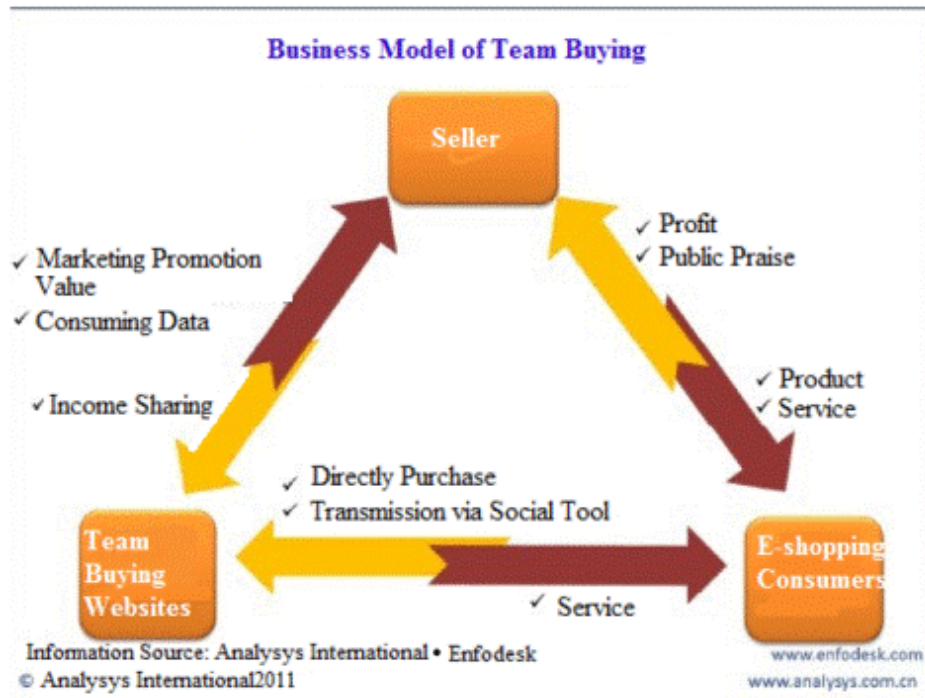 Business Model of Team Buying
Seller
✓ Profit
✓ Public Praise
✓ Marketing Promotion
Value
✓ Consuming Data
✓ Product
✓ Service
✓ Income Sharing
✓ Directly Purchase
✓ Transmission via Social Tool
Team
Buying
Websites
E-shopping
Consumers
✓ Service
Information Source: Analysys International • Enfodesk
© Analysys International2011
www.enfodesk.com
www.analysys.com.cn